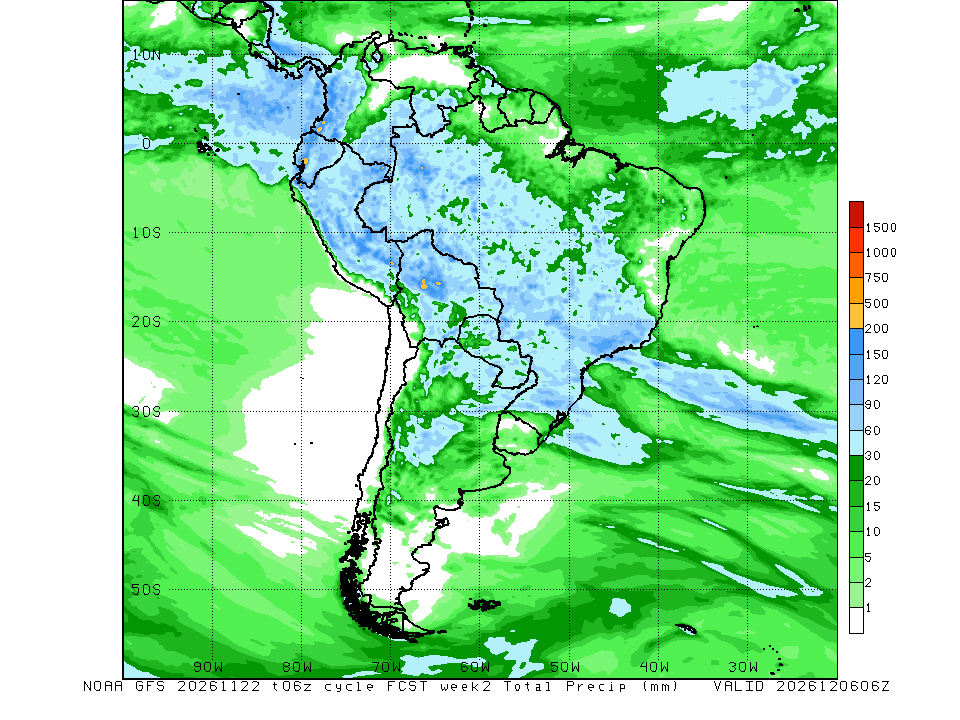 10N
0
10S
20S
30S
40S
50S
90W 80W 70W 60W 50W 40W 30W
1500
1000
750
500
200
150
120
90
60
30
20
15
10
5
2
1
NOAA GFS 20261122 t06z cycle FCST week2 Total Precip (mm) VALID 2026120606Z